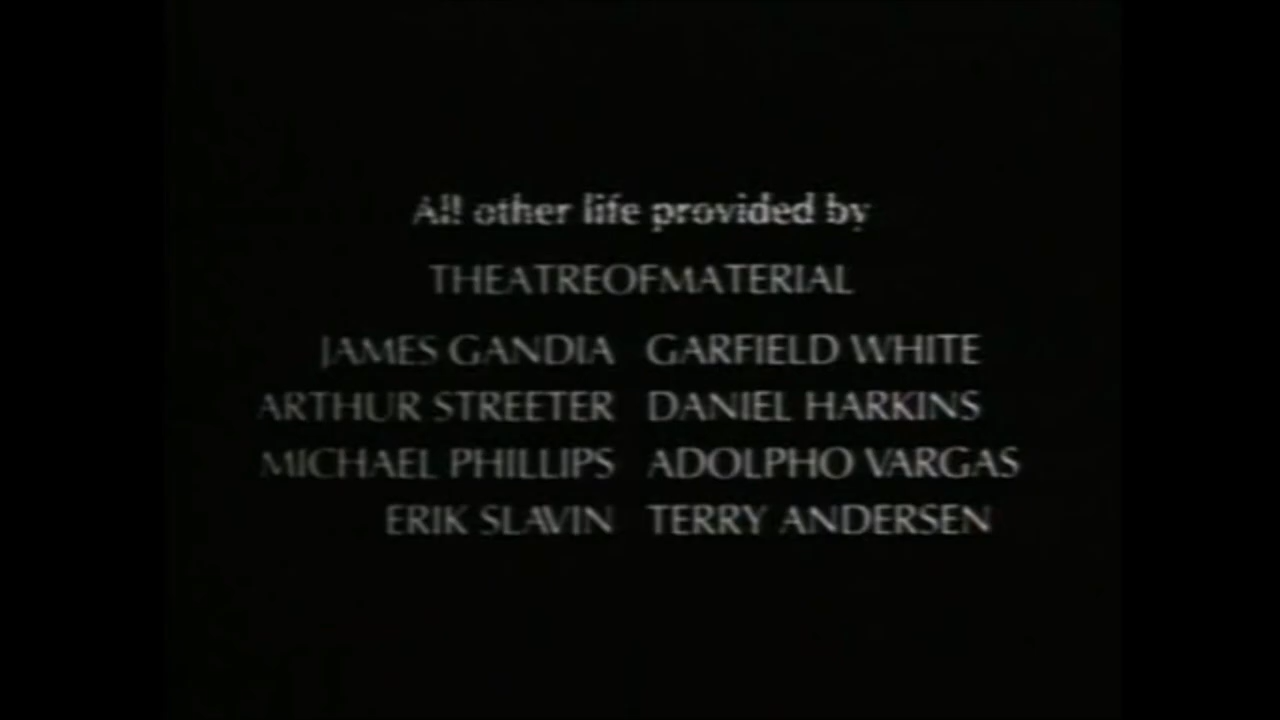 All other life provided by
THEATREOFMATERIAL
JAMES GANDIA GARFIELD WHITE
ARTHUR STREETER DANIEL HARKINS
MICHAEL PHILLIPS ADOLPHO VARGAS
ERIK SLAVIN TERRY ANDERSEN